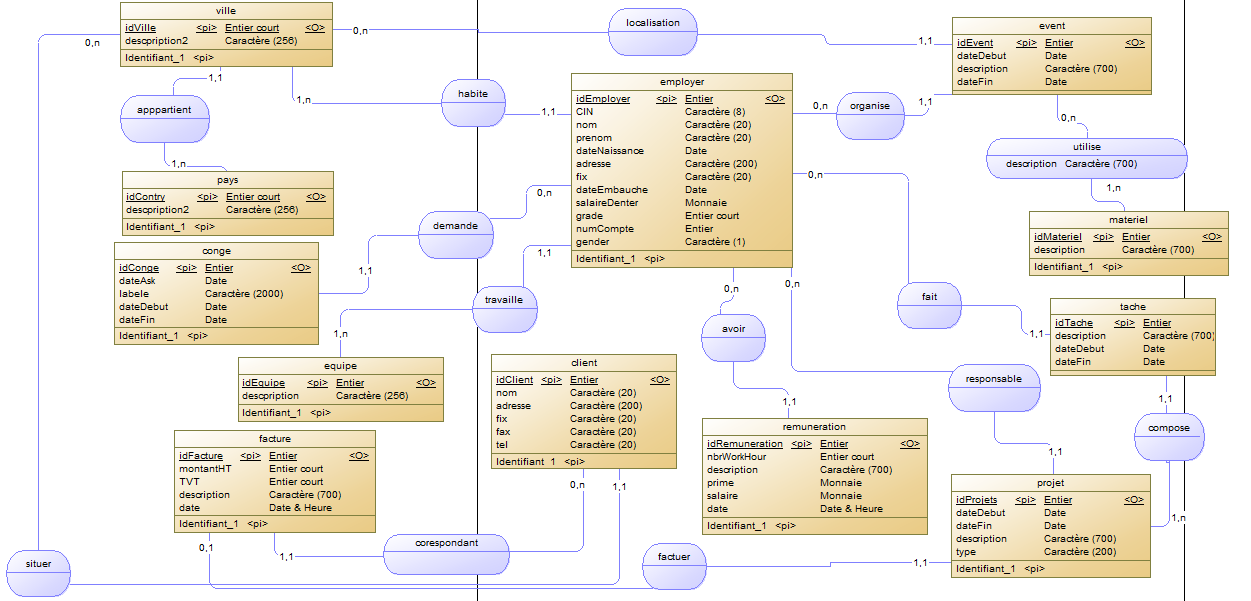 ville
idVille <pi> Entier court <O>
descpription2 Caractère (256)
Identifiant_1 <pi>
0,n
0,n
1,1
1,n
localisation
1,1
event
idEvent <pi> Entier <O>
dateDebut Date
description Caractère (700)
dateFin Date
0,n
apppartient
1,n
habite
1,1
employer
idEmployer <pi> Entier <O>
CIN Caractère (8)
nom Caractère (20)
prenom Caractère (20)
dateNaissance Date
adresse Caractère (200)
fix Caractère (20)
dateEmbauche Date
salaireDenter Monnaie
grade Entier court
numCompte Entier
gender Caractère (1)
Identifiant_1 <pi>
0,n
organise
1,1
utilise
description Caractère (700)
1,n
pays
idContry <pi> Entier court <O>
descpription2 Caractère (256)
Identifiant_1 <pi>
0,n
0,n
materiel
idMateriel <pi> Entier <O>
description Caractère (700)
Identifiant_1 <pi>
demande
1,1
conge
idConge <pi> Entier <O>
dateAsk Date
labele Caractère (2000)
dateDebut Date
dateFin Date
Identifiant_1 <pi>
1,1
travaille
1,n
0,n
0,n
avoir
1,1
fait
1,1
tache
idTache <pi> Entier <O>
description Caractère (700)
dateDebut Date
dateFin Date
1,1
equipe
idEquipe <pi> Entier <O>
descpription Caractère (256)
Identifiant_1 <pi>
client
idClient <pi> Entier <O>
nom Caractère (20)
adresse Caractère (200)
fix Caractère (20)
fax Caractère (20)
tel Caractère (20)
Identifiant 1 <pi>
0,n
1,1
responsable
1,1
compose
1,n
remuneration
idRemuneration <pi> Entier <O>
nbrWorkHour Entier court
description Caractère (700)
prime Monnaie
salaire Monnaie
date Date & Heure
Identifiant_1 <pi>
facture
idFacture <pi> Entier <O>
montantHT Entier court
TVT Entier court
description Caractère (700)
date Date & Heure
Identifiant_1 <pi>
0,1
1,1
projet
idProjets <pi> Entier <O>
dateDebut Date
dateFin Date
description Caractère (700)
type Caractère (200)
Identifiant_1 <pi>
corespondant
situer
factuer
1,1